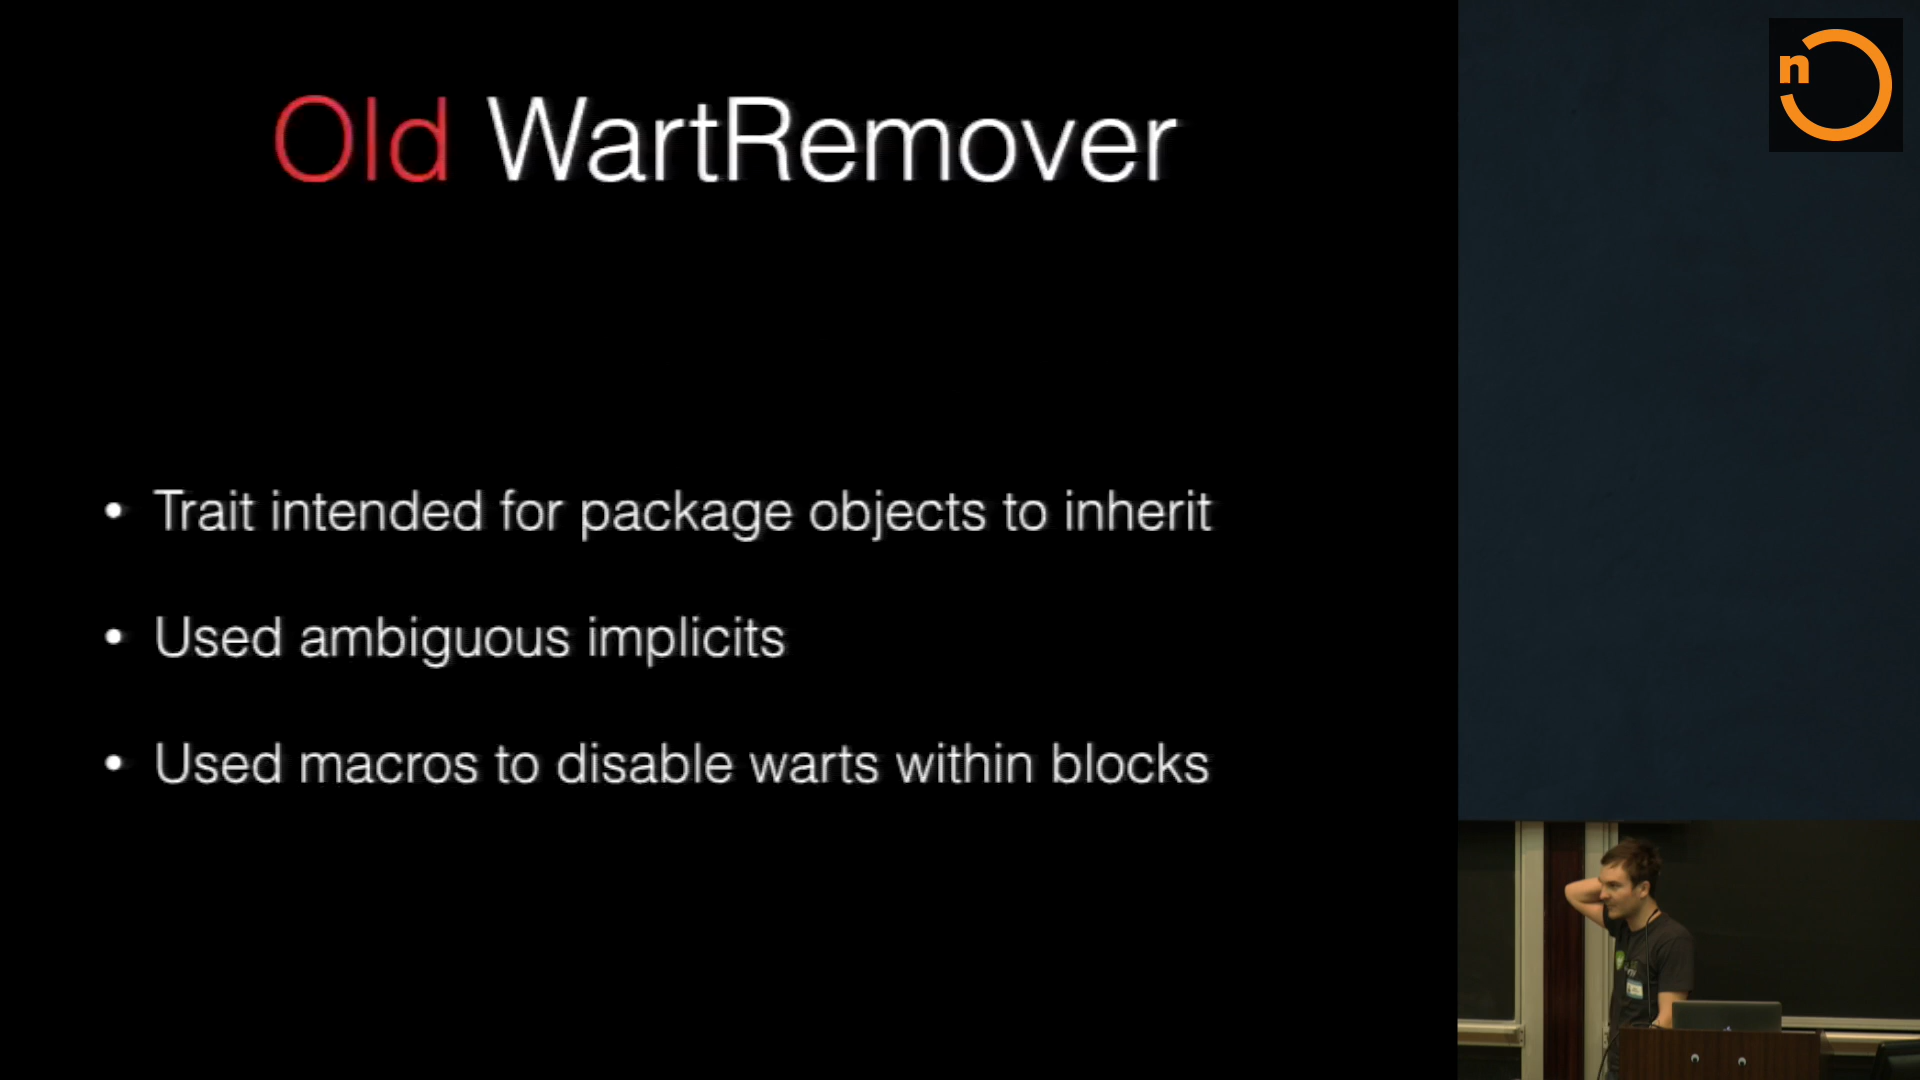 Old WartRemover
n
• Trait intended for package objects to inherit
• Used ambiguous implicits
• Used macros to disable warts within blocks